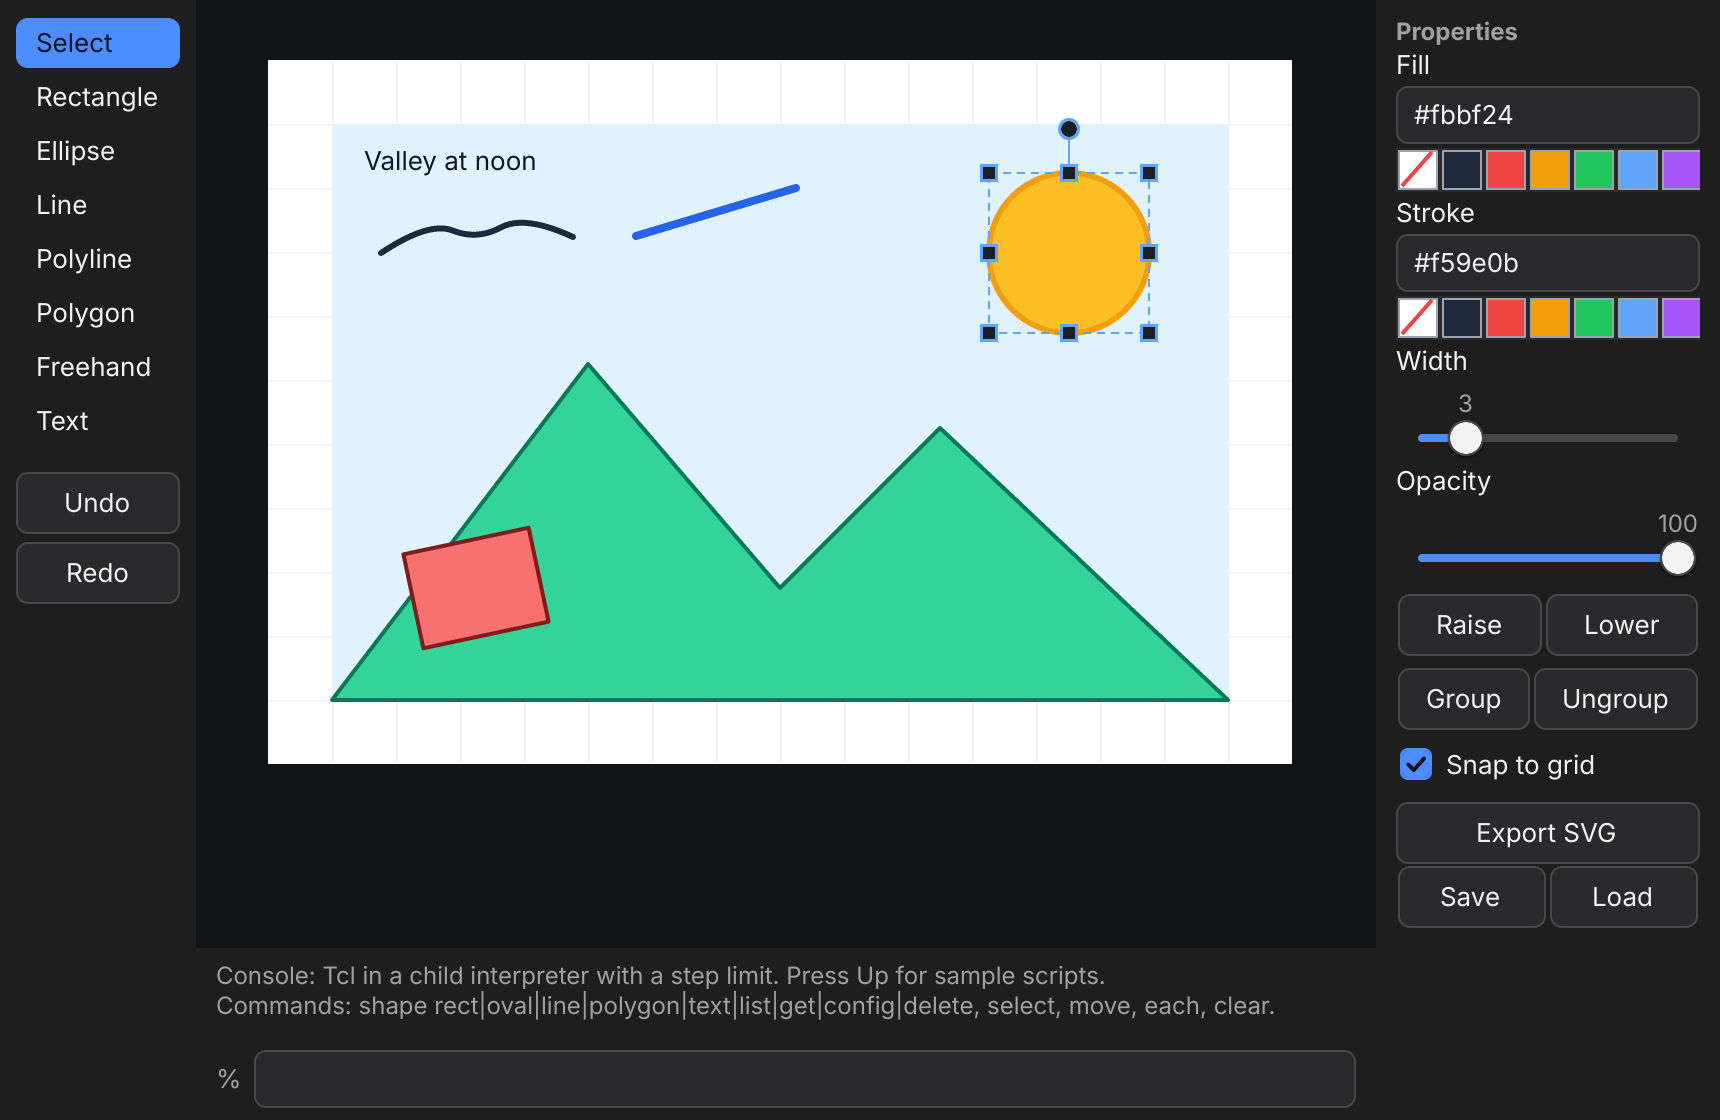 Select
Rectangle
Ellipse
Line
Polyline
Polygon
Freehand
Text
Undo
Redo
Valley at noon
Properties
Fill
#fbbf24
Stroke
#f59e0b
Width
3
Opacity
100
Raise Lower
Group Ungroup
Snap to grid
Export SVG
Save Load
Console: Tcl in a child interpreter with a step limit. Press Up for sample scripts.
Commands: shape rect|oval|line|polygon|text|list|get|config|delete, select, move, each, clear.
%